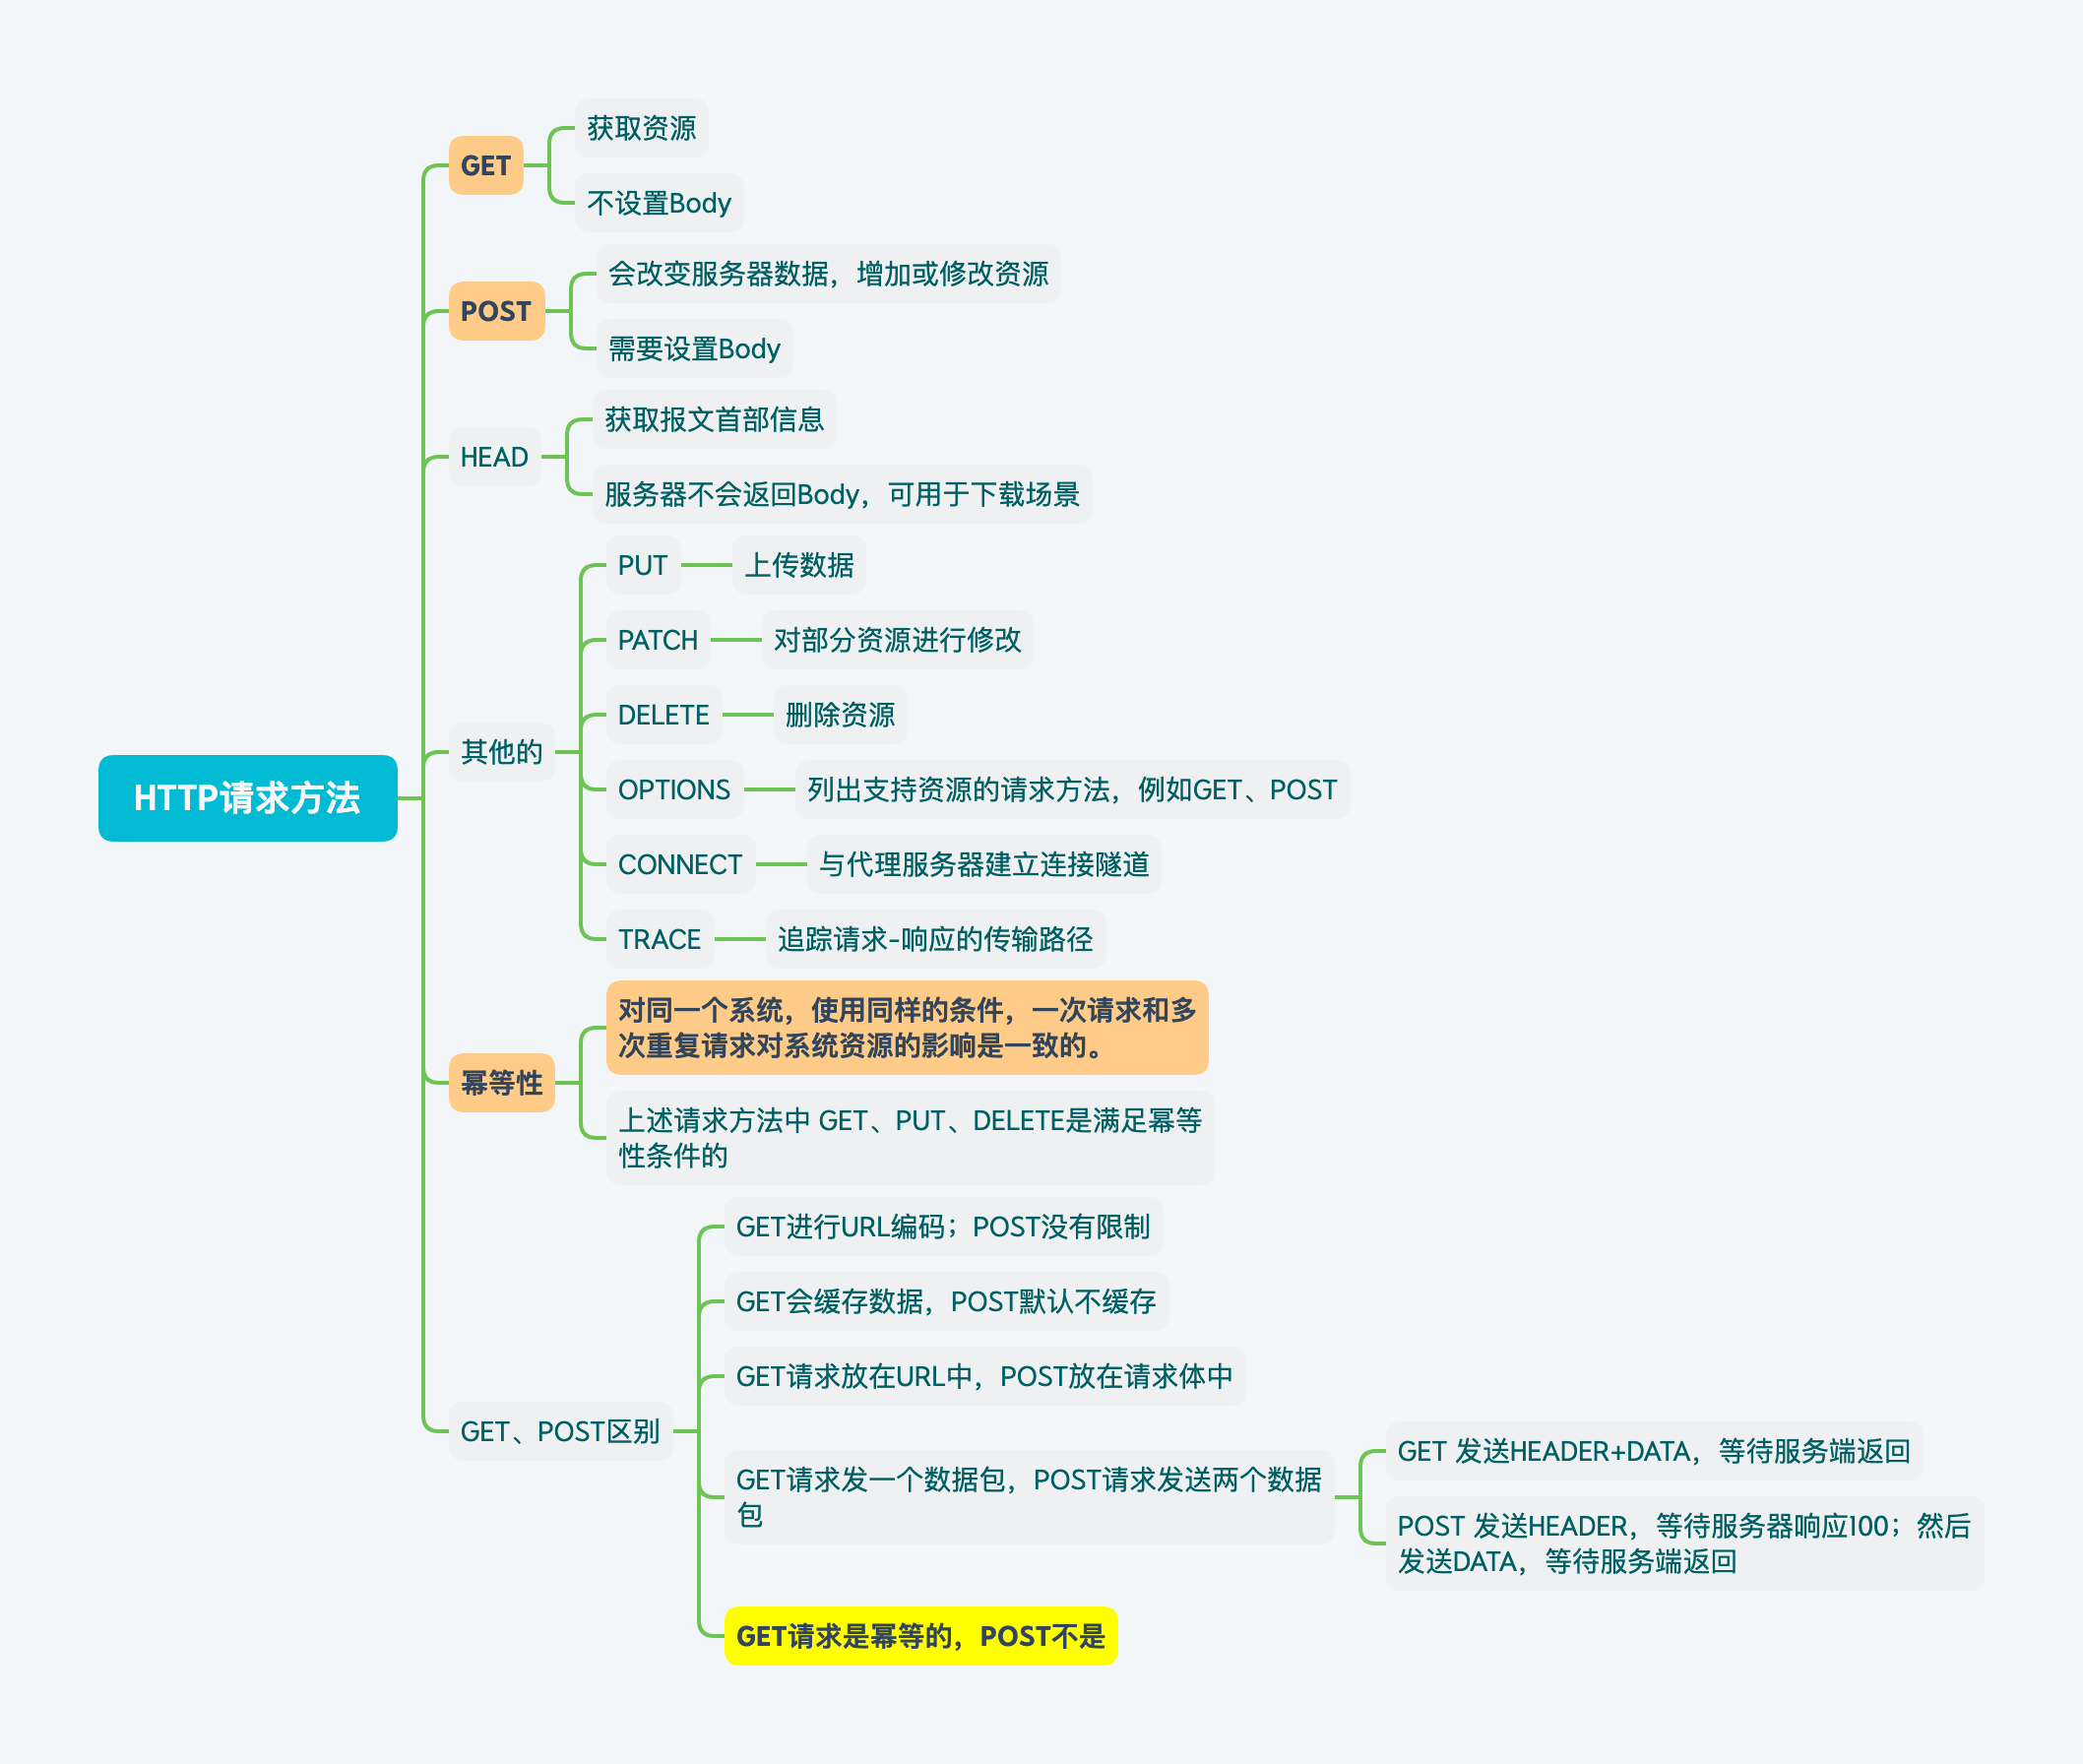 HTTP请求方法
GET
获取资源
不设置Body
POST
会改变服务器数据，增加或修改资源
需要设置Body
HEAD
获取报文首部信息
服务器不会返回Body，可用于下载场景
其他的
PUT
上传数据
PATCH
对部分资源进行修改
DELETE
删除资源
OPTIONS
列出支持资源的请求方法，例如GET、POST
CONNECT
与代理服务器建立连接隧道
TRACE
追踪请求-响应的传输路径
幂等性
对同一个系统，使用同样的条件，一次请求和多
次重复请求对系统资源的影响是一致的。
上述请求方法中 GET、PUT、DELETE是满足幂等
性条件的
GET、POST区别
GET进行URL编码；POST没有限制
GET会缓存数据，POST默认不缓存
GET请求放在URL中，POST放在请求体中
GET请求发一个数据包，POST请求发送两个数据
包
GET 发送HEADER+DATA，等待服务端返回
POST 发送HEADER，等待服务器响应100；然后
发送DATA，等待服务端返回
GET请求是幂等的，POST不是